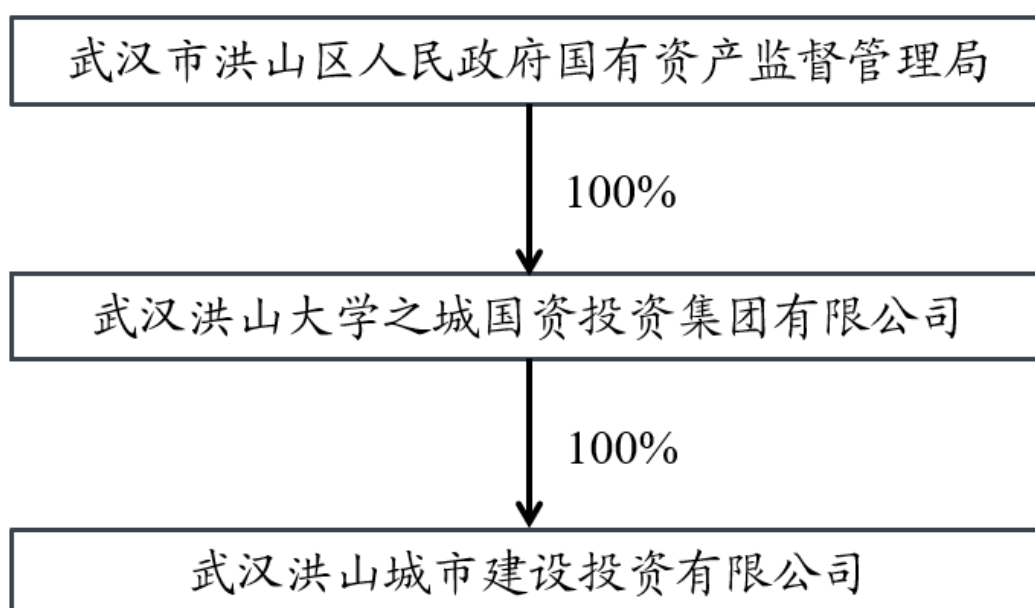 武汉市洪山区人民政府国有资产监督管理局
100%
武汉洪山大学之城国资投资集团有限公司
100%
武汉洪山城市建设投资有限公司